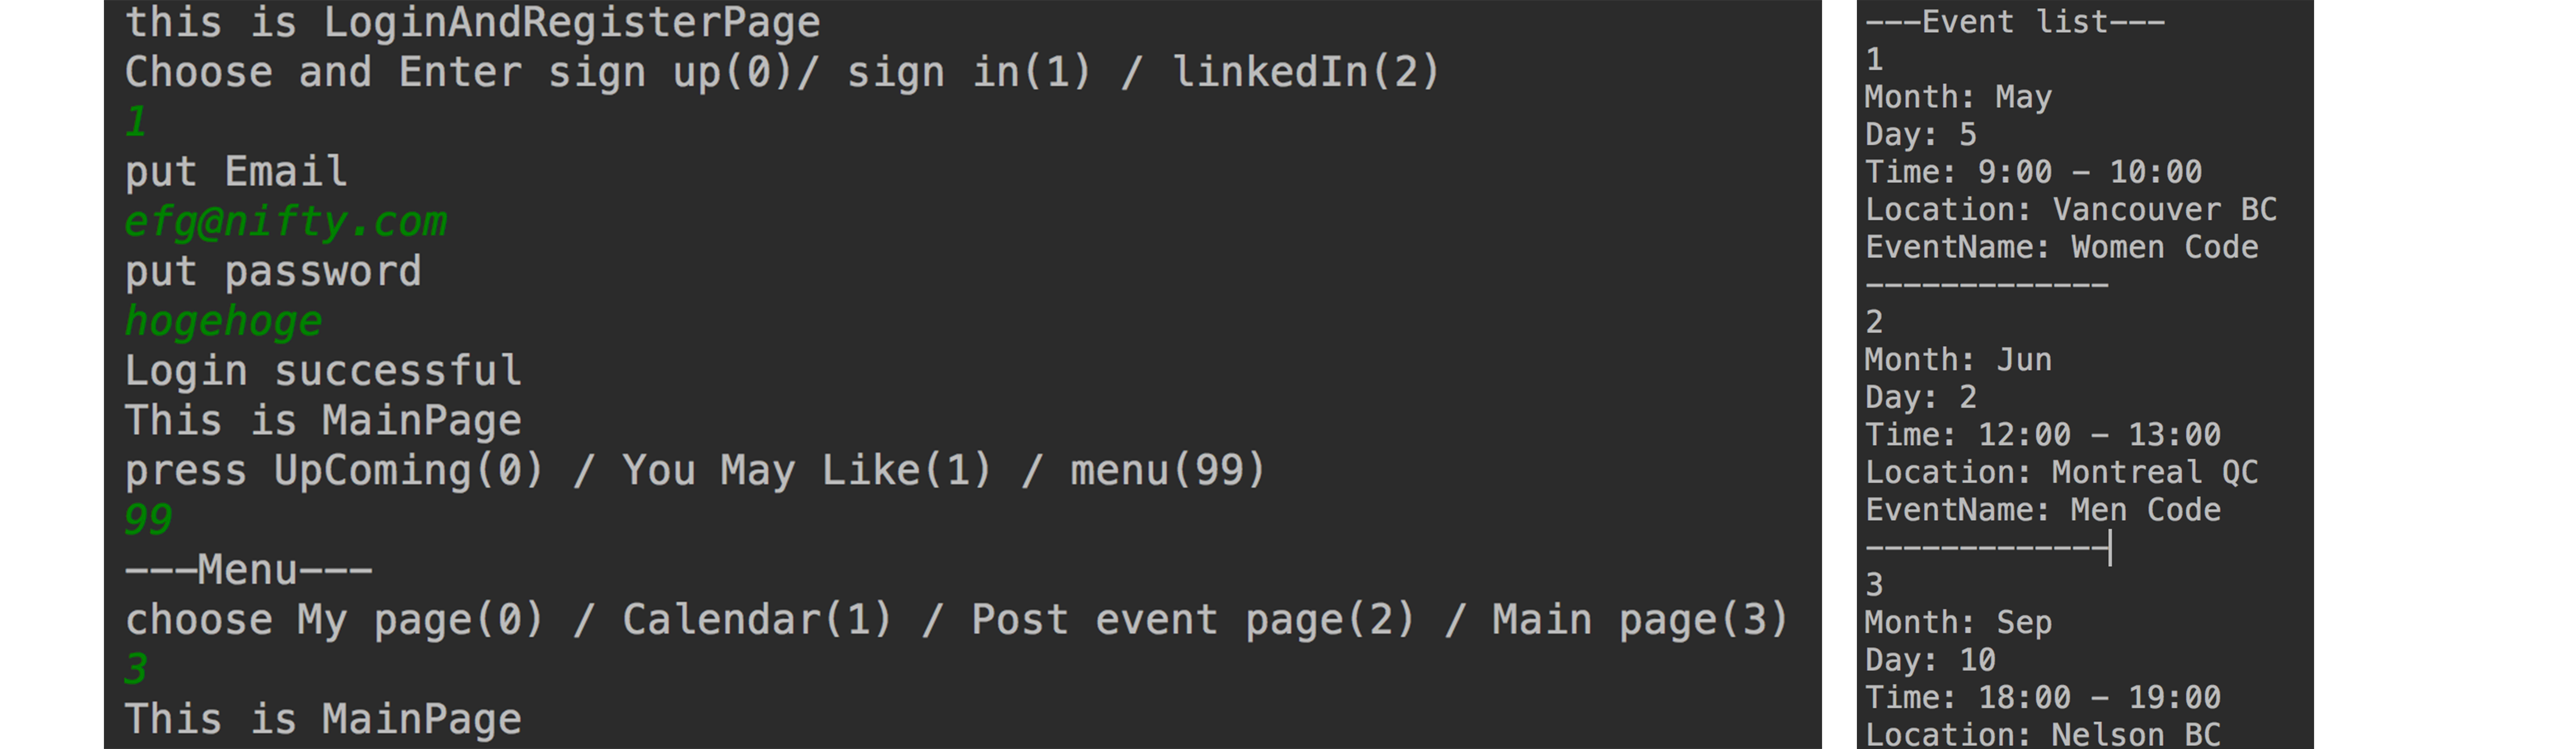 this is LoginAndRegisterPage
Choose and Enter sign up(0)/ sign in(1) / linkedIn(2)
1
put Email
efg@nifty.com
put password
hogehoge
Login successful
This is MainPage
press UpComing(0) / You May Like(1) / menu(99)
99
---Menu---
choose My page(0) / Calendar(1) / Post event page(2) / Main page(3)
3
This is MainPage
---Event list---
1
Month: May
Day: 5
Time: 9:00 - 10:00
Location: Vancouver BC
EventName: Women Code
-------------
2
Month: Jun
Day: 2
Time: 12:00 - 13:00
Location: Montreal QC
EventName: Men Code
-------------
3
Month: Sep
Day: 10
Time: 18:00 - 19:00
Location: Nelson BC